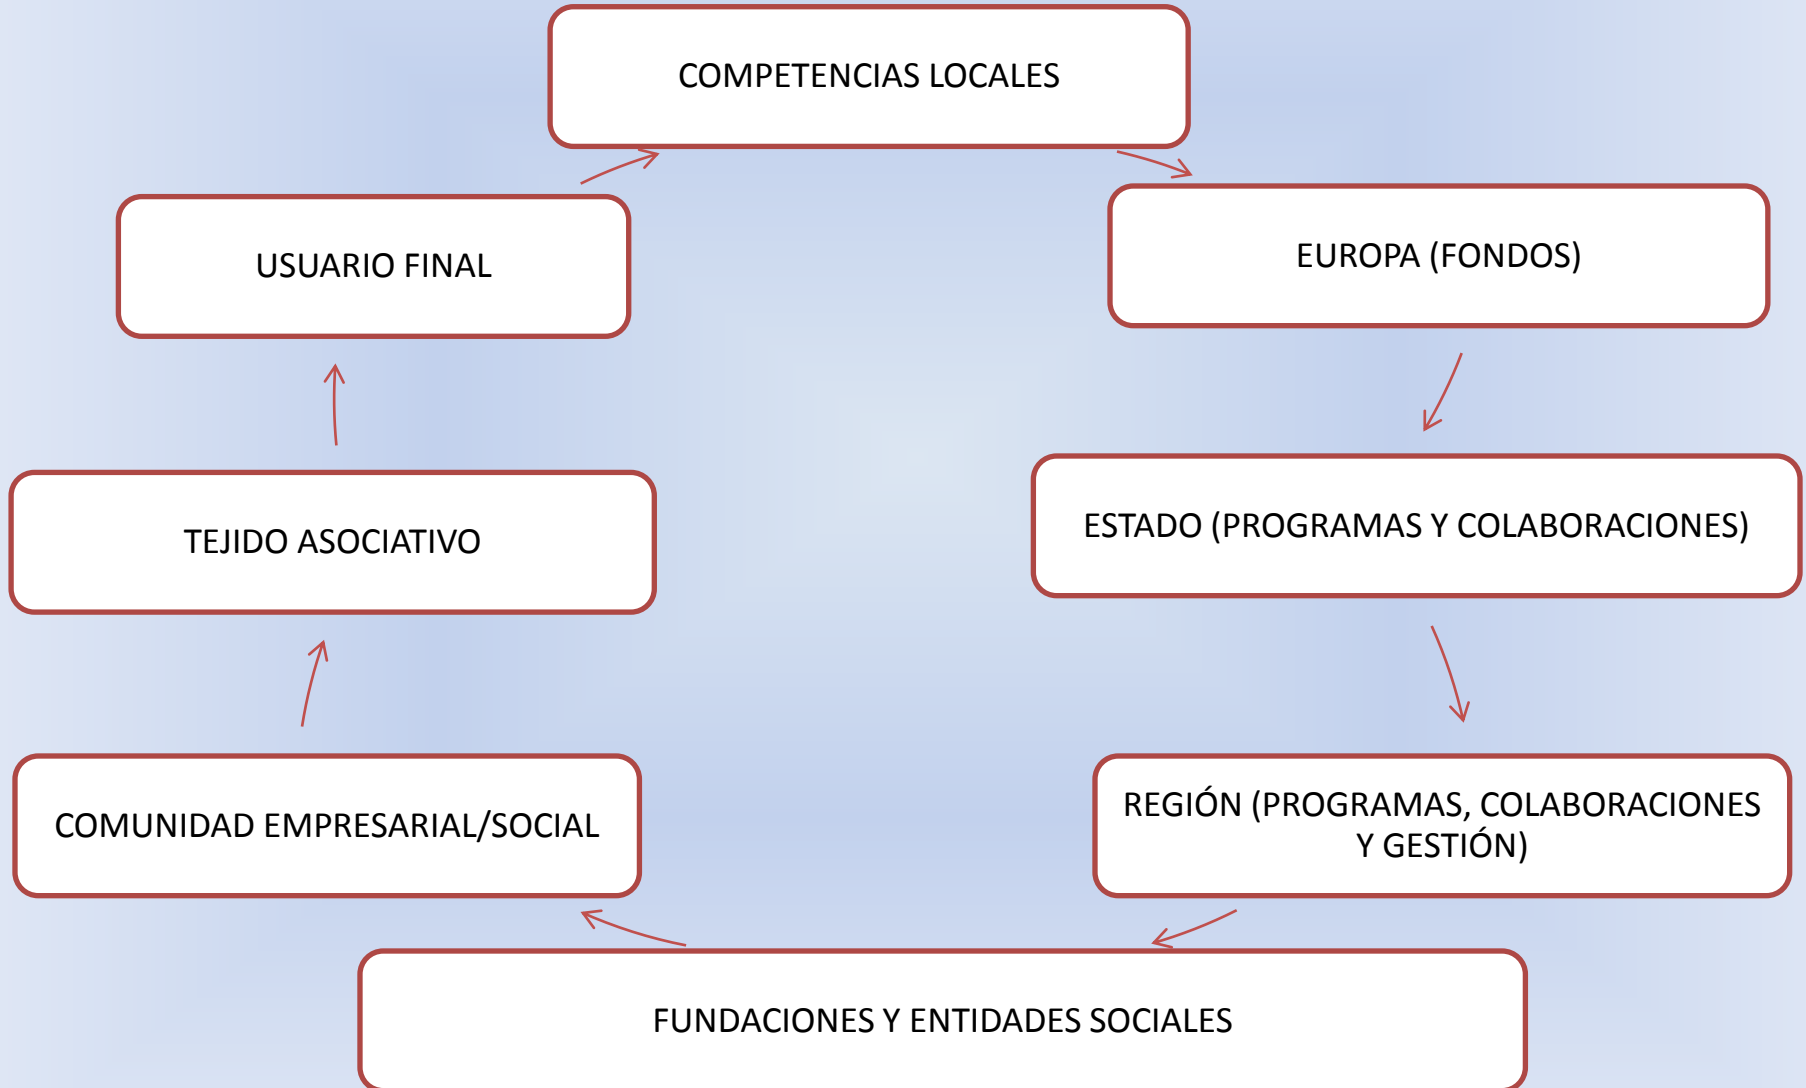 COMPETENCIAS LOCALES
EUROPA (FONDOS)
ESTADO (PROGRAMAS Y COLABORACIONES)
REGIÓN (PROGRAMAS, COLABORACIONES
Y GESTIÓN)
FUNDACIONES Y ENTIDADES SOCIALES
COMUNIDAD EMPRESARIAL/SOCIAL
TEJIDO ASOCIATIVO
USUARIO FINAL